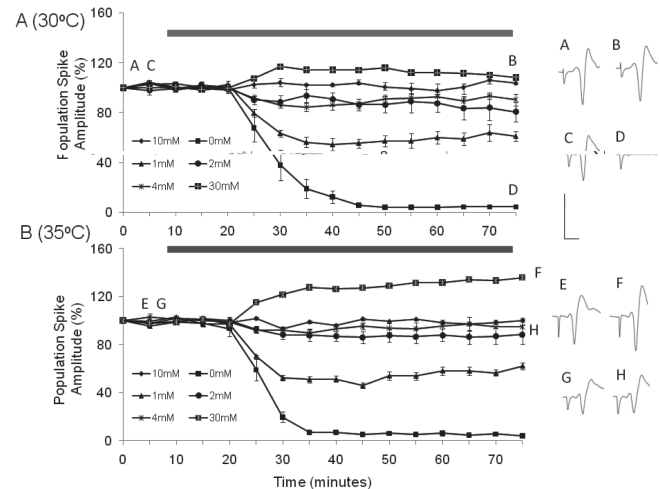 A (30°C)
160
120
80
40
0
Population Spike
Amplitude (%)
A C
B
D
10mM 0mM
1mM 2mM
4mM 30mM
0 10 20 30 40 50 60 70
A B
C D
B (35°C)
160
120
80
40
0
Population Spike
Amplitude (%)
E G
F
H
10mM 0mM
1mM 2mM
4mM 30mM
0 10 20 30 40 50 60 70
Time (minutes)
E F
G H